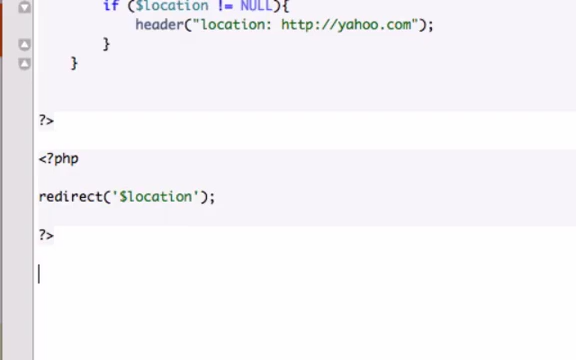 if ($location != NULL){
header("location: http://yahoo.com");
}
}
?>
<?php
redirect('$location');
?>